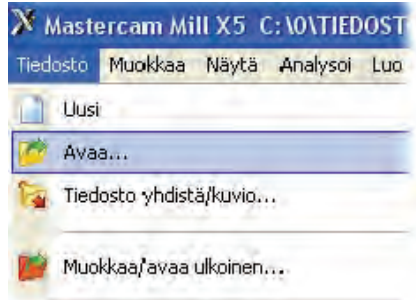 Mastercam Mill X5 C:\0\TIEDOST
Tiedosto Muokkaa Näytä Analysoi Luo
Uusi
Avaa...
Tiedosto yhdistä/kuvio...
Muokkaa/avaa ulkoinen...